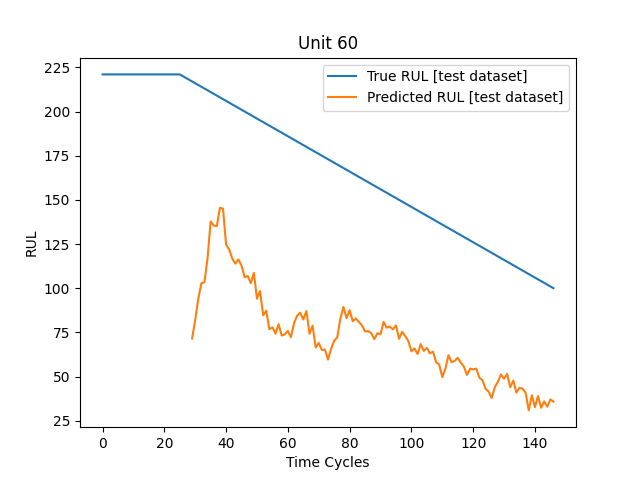 Unit 60
True RUL [test dataset]
Predicted RUL [test dataset]
225
200
175
150
125
100
75
50
25
RUL
0 20 40 60 80 100 120 140
Time Cycles